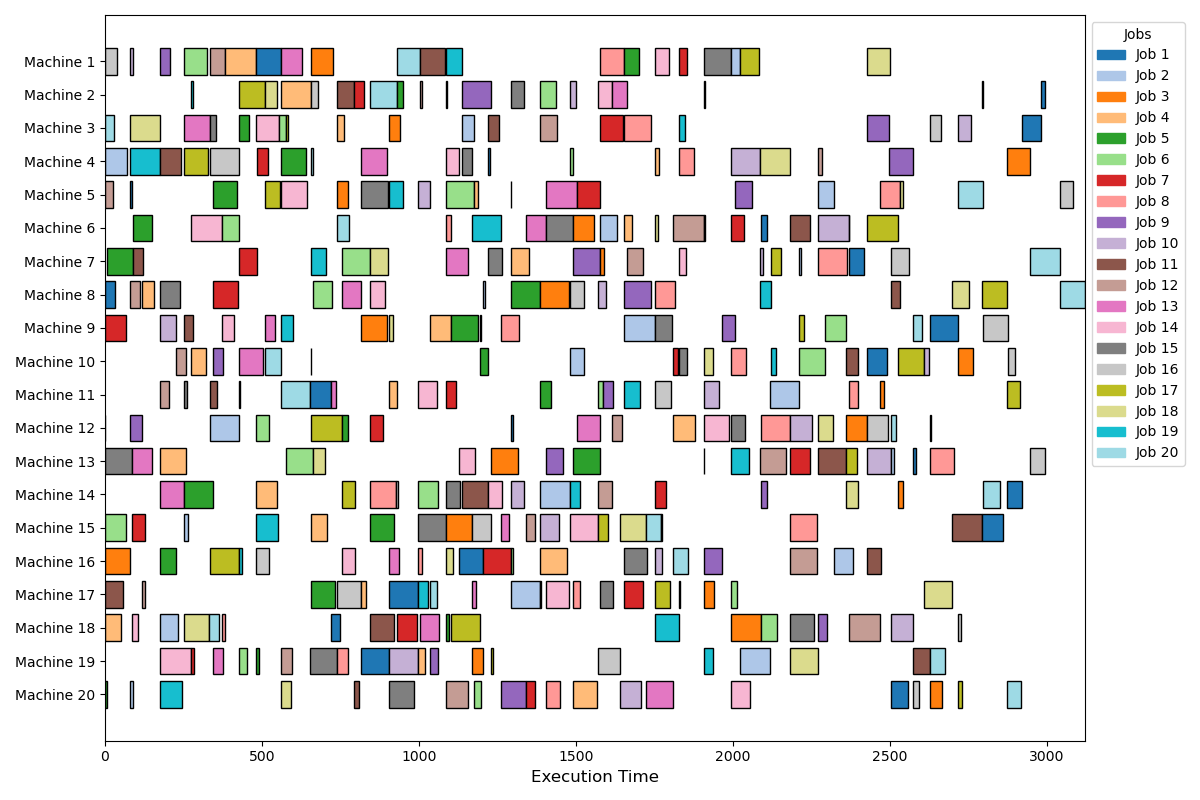 Machine 1
Machine 2
Machine 3
Machine 4
Machine 5
Machine 6
Machine 7
Machine 8
Machine 9
Machine 10
Machine 11
Machine 12
Machine 13
Machine 14
Machine 15
Machine 16
Machine 17
Machine 18
Machine 19
Machine 20
0 500 1000 1500 2000 2500 3000
Execution Time
Jobs
Job 1
Job 2
Job 3
Job 4
Job 5
Job 6
Job 7
Job 8
Job 9
Job 10
Job 11
Job 12
Job 13
Job 14
Job 15
Job 16
Job 17
Job 18
Job 19
Job 20